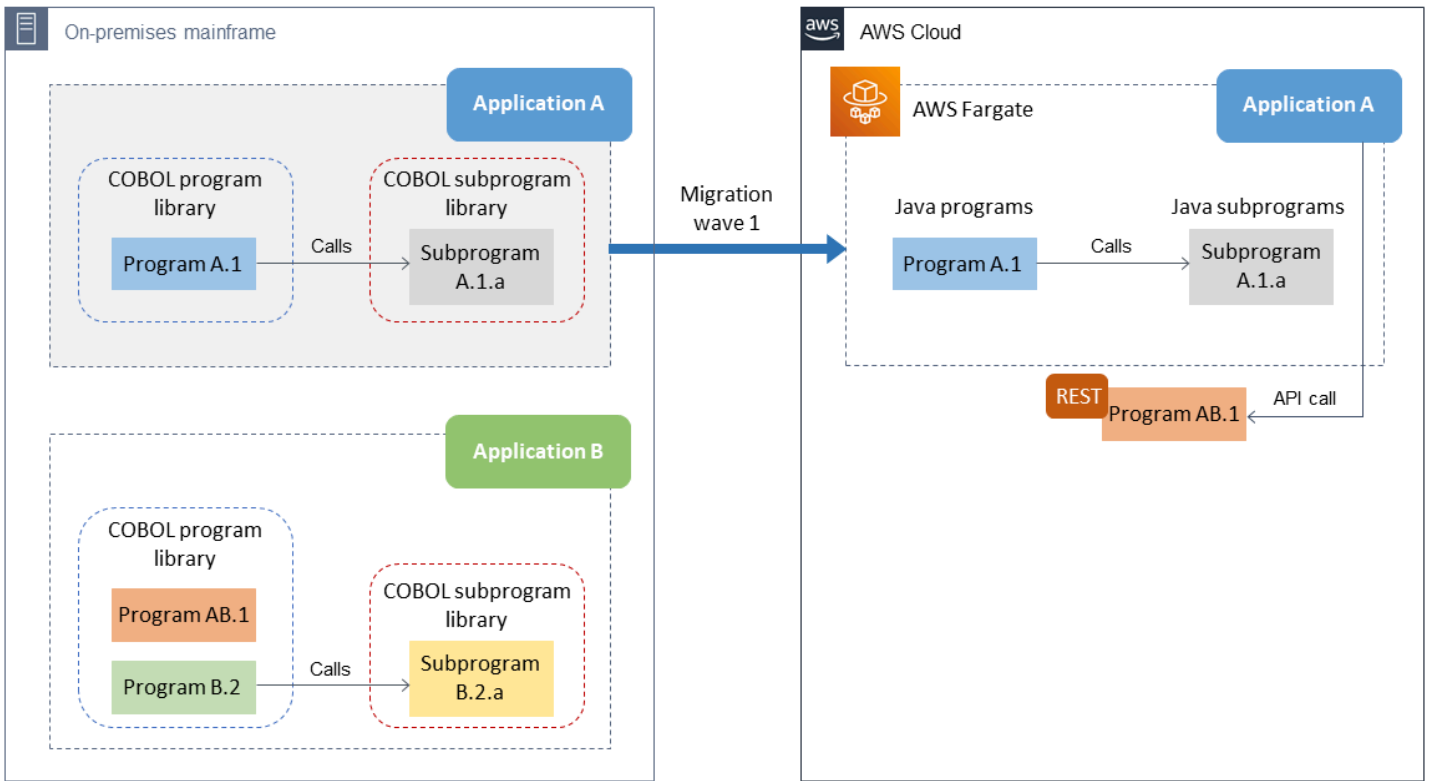 On-premises mainframe
Application A
COBOL program
library
Program A.1
Calls
COBOL subprogram
library
Subprogram
A.1.a
Application B
COBOL program
library
Program AB.1
Program B.2
Calls
COBOL subprogram
library
Subprogram
B.2.a
Migration
wave 1
aws
AWS Cloud
AWS Fargate
Application A
Java programs
Program A.1
Calls
Java subprograms
Subprogram
A.1.a
REST
Program AB.1
API call